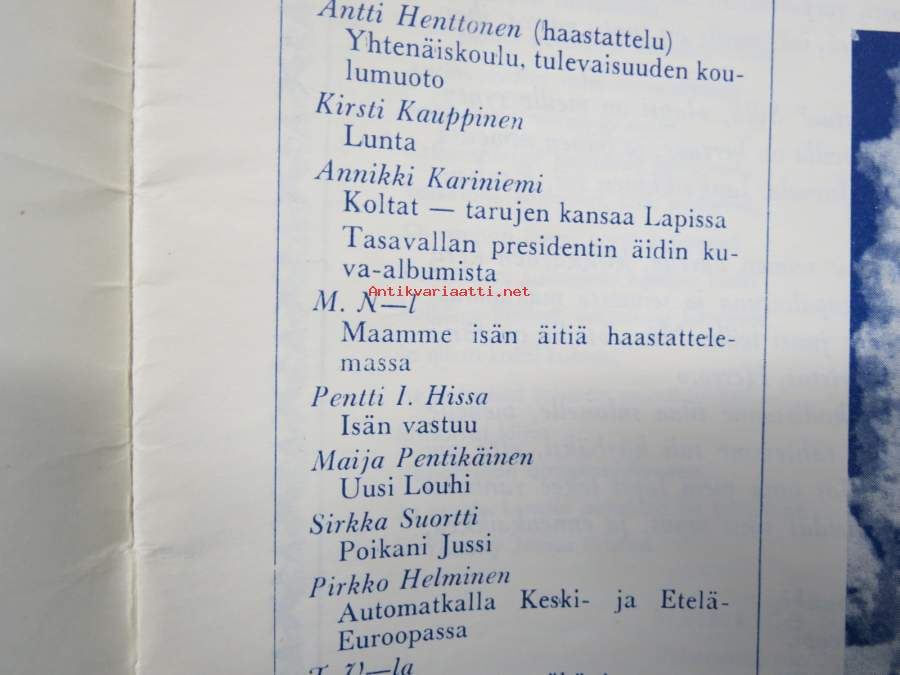 Antti Henttonen (haastattelu)
Yhtenäiskoulu, tulevaisuuden kou-
lumuoto
Kirsti Kauppinen
Lunta
Annikki Kariniemi
Koltat — tarujen kansaa Lapissa
Tasavallan presidentin äidin ku-
va-albumista
Antikvariaatti.net
M. N—l
Maamme isän äitiä haastattele-
massa
Pentti I. Hissa
Isän vastuu
Maija Pentikäinen
Uusi Louhi
Sirkka Suortti
Poikani Jussi
Pirkko Helminen
Automatkalla Keski- ja Etelä-
Euroopassa
T. V—la